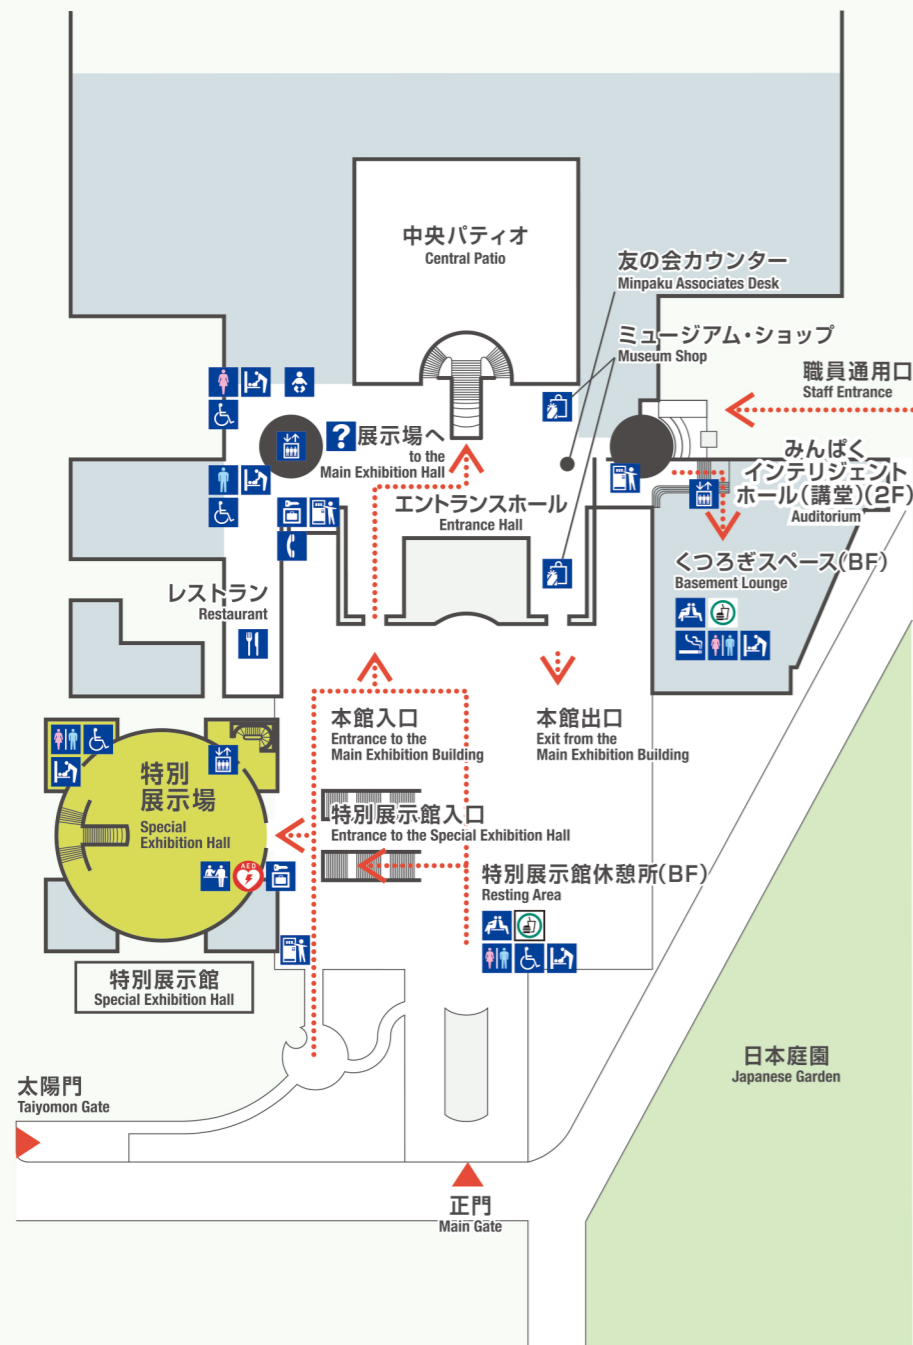 中央パティオ
Central Patio
友の会カウンター
Minpaku Associates Desk
ミュージアム・ショップ
Museum Shop
職員通用口
Staff Entrance
?
展示場へ
to the
Main Exhibition Hall
みんぱく
インテリジェント
ホール(講堂)(2F)
Auditorium
エントランスホール
Entrance Hall
くつろぎスペース(BF)
Basement Lounge
レストラン
Restaurant
本館入口
Entrance to the
Main Exhibition Building
本館出口
Exit from the
Main Exhibition Building
特別
展示場
Special
Exhibition Hall
特別展示館入口
Entrance to the Special Exhibition Hall
AED
特別展示館休憩所(BF)
Resting Area
特別展示館
Special Exhibition Hall
日本庭園
Japanese Garden
太陽門
Taiyomon Gate
正門
Main Gate